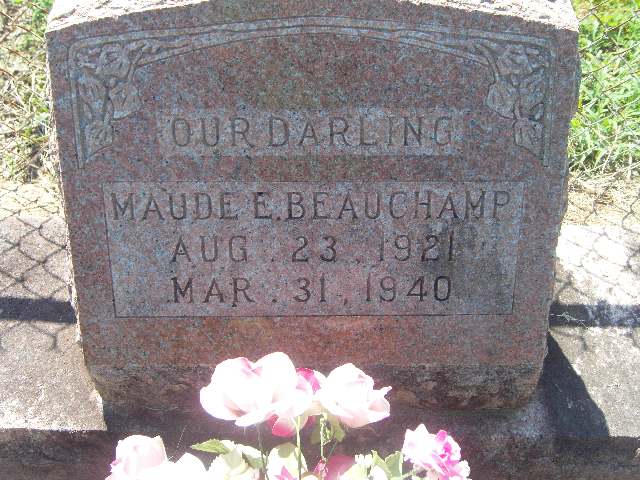 OUR DARLING
MAUDE E. BEAUCHAMP
AUG. 23, 1921
MAR. 31, 1940